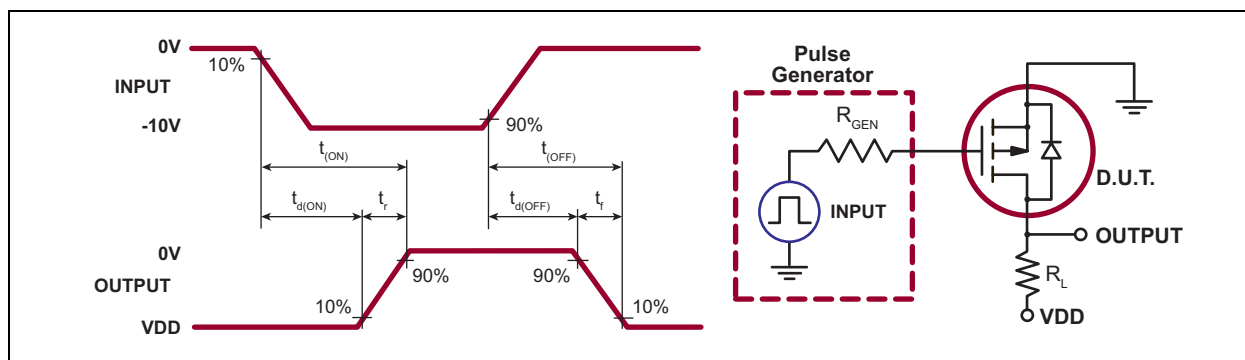 0V
10%
INPUT
-10V
90%
t(ON)
t(OFF)
td(ON)
tr
td(OFF)
tf
0V
OUTPUT
90%
90%
10%
10%
VDD
Pulse
Generator
RGEN
INPUT
D.U.T.
OUTPUT
RL
VDD